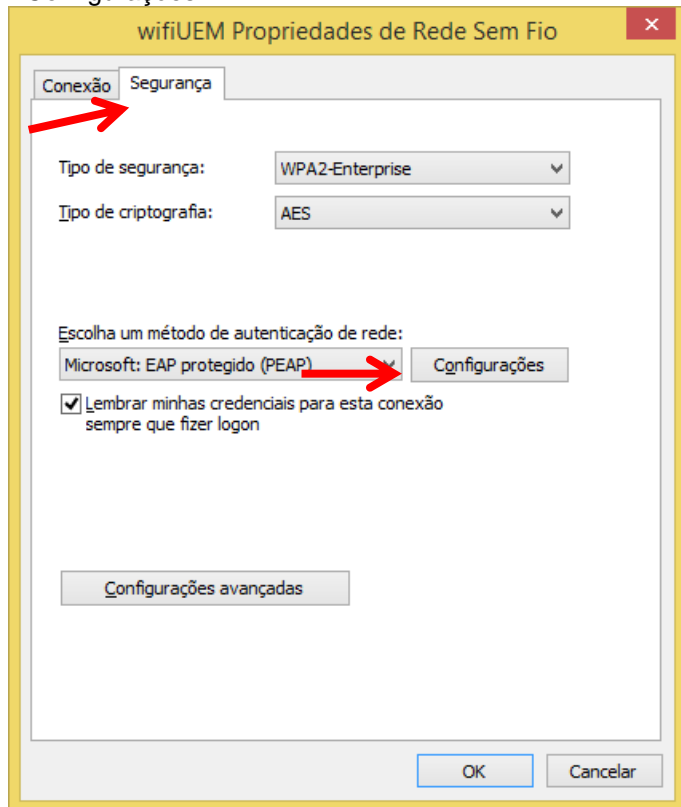 Configurações
wifiUEM Propriedades de Rede Sem Fio
Conexão Segurança
Tipo de segurança: WPA2-Enterprise
Tipo de criptografia: AES
Escolha um método de autenticação de rede:
Microsoft: EAP protegido (PEAP) Configurações
Lembrar minhas credenciais para esta conexão
sempre que fizer logon
Configurações avançadas
OK Cancelar